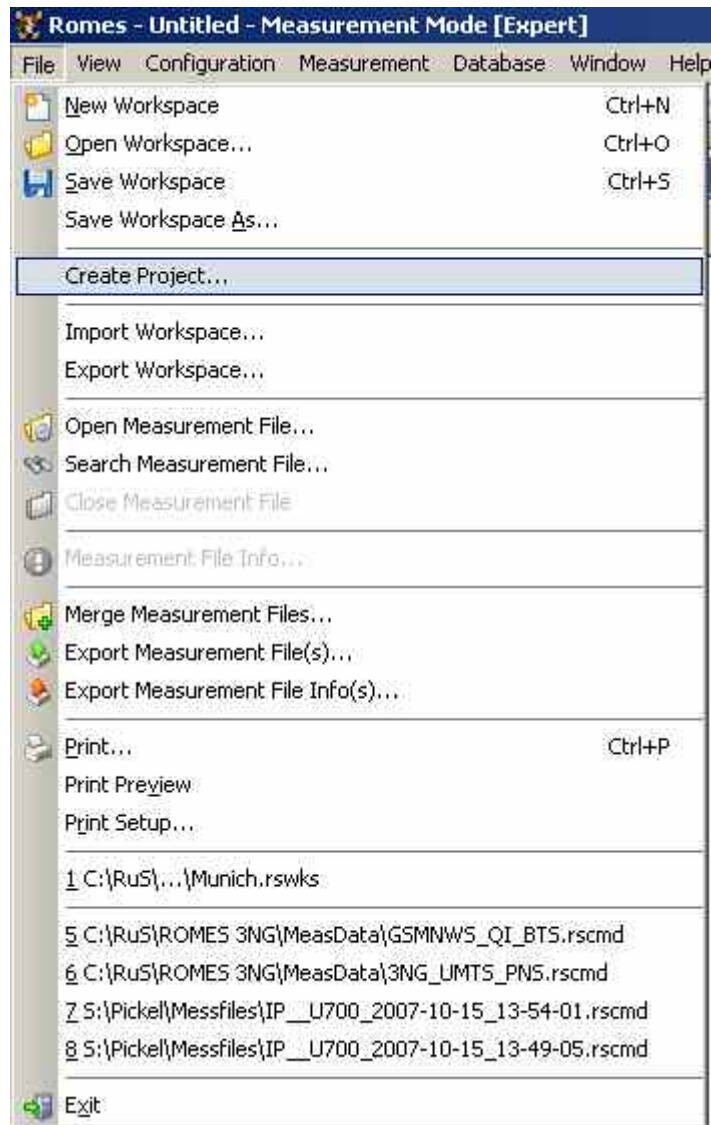 Romes - Untitled - Measurement Mode [Expert]
File View Configuration Measurement Database Window Help
New Workspace Ctrl+N
Open Workspace... Ctrl+O
Save Workspace Ctrl+S
Save Workspace As...
Create Project...
Import Workspace...
Export Workspace...
Open Measurement File...
Search Measurement File...
Close Measurement File
Measurement File Info...
Merge Measurement Files...
Export Measurement File(s)...
Export Measurement File Info(s)...
Print... Ctrl+P
Print Preview
Print Setup...
1 C:\RuS\...\Munich.rswks
5 C:\RuS\ROMES 3NG\MeasData\GSMNWS_QI_BTS.rscmd
6 C:\RuS\ROMES 3NG\MeasData\3NG_UMTS_PNS.rscmd
7 S:\Pickel\Messfiles\IP__U700_2007-10-15_13-54-01.rscmd
8 S:\Pickel\Messfiles\IP__U700_2007-10-15_13-49-05.rscmd
Exit